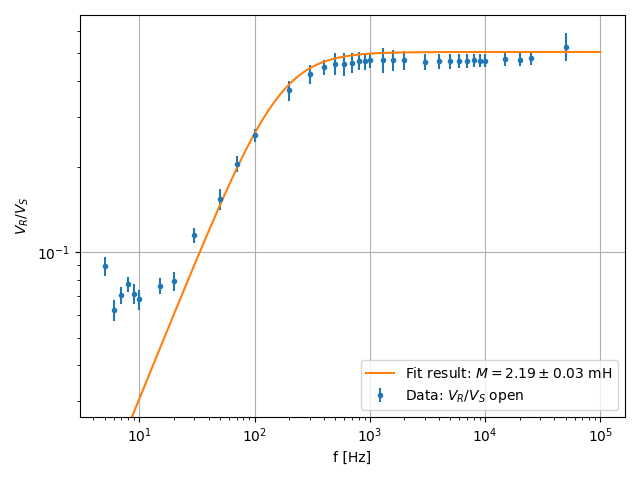 V_R/V_S
10^{-1}
Fit result: M = 2.19 ± 0.03 mH
Data: V_R/V_S open
10^1
10^2
10^3
10^4
10^5
f [Hz]